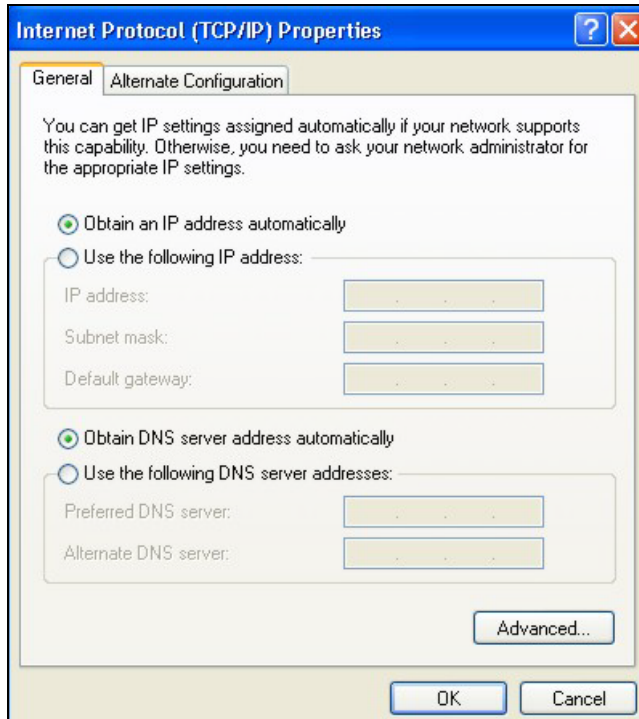 Internet Protocol (TCP/IP) Properties
General
Alternate Configuration
You can get IP settings assigned automatically if your network supports
this capability. Otherwise, you need to ask your network administrator for
the appropriate IP settings.
Obtain an IP address automatically
Use the following IP address:
IP address:
Subnet mask:
Default gateway:
Obtain DNS server address automatically
Use the following DNS server addresses:
Preferred DNS server:
Alternate DNS server:
Advanced...
OK
Cancel